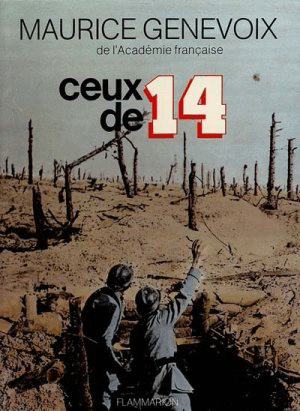 MAURICE GENEVOIX
de l'Académie française
ceux
de 14
FLAMMARION